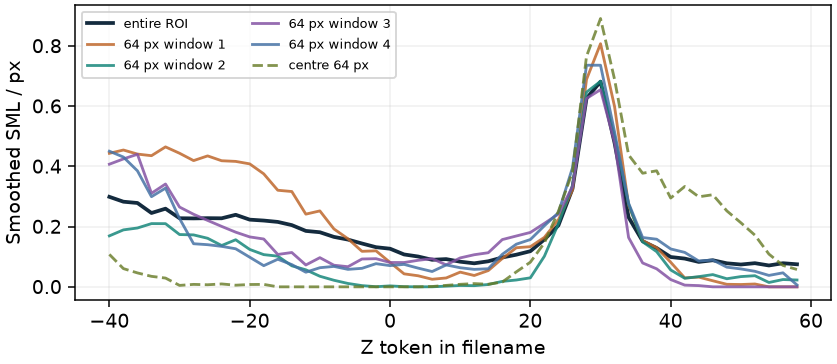 entire ROI
64 px window 1
64 px window 2
64 px window 3
64 px window 4
centre 64 px
Smoothed SML / px
0.8
0.6
0.4
0.2
0.0
−40 −20 0 20 40 60
Z token in filename